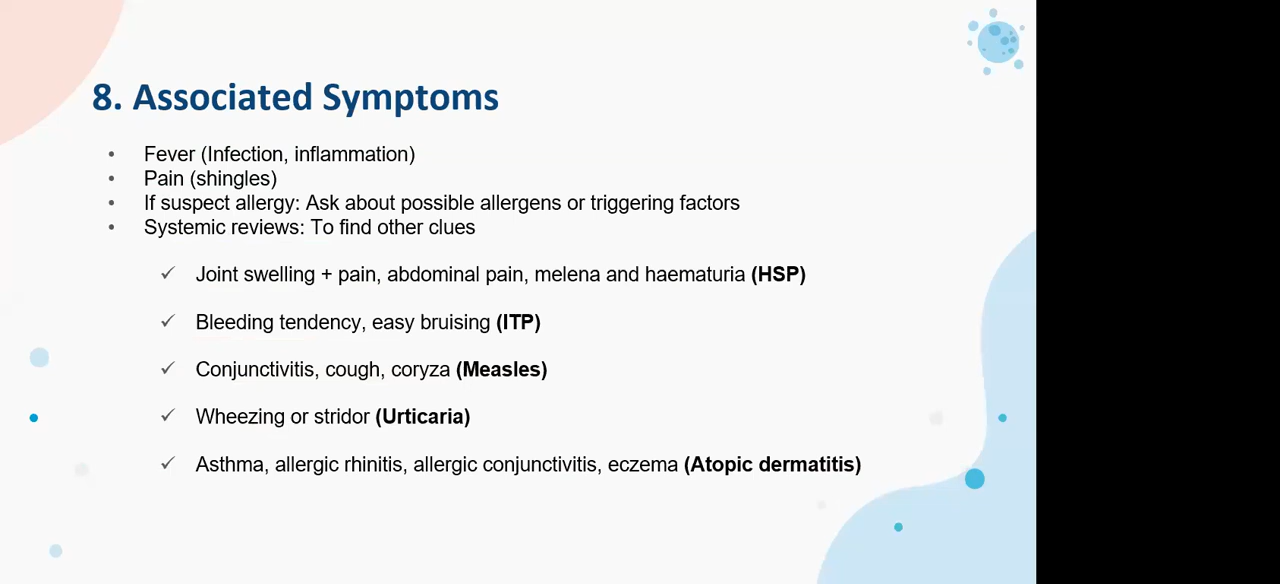 8. Associated Symptoms
• Fever (Infection, inflammation)
• Pain (shingles)
• If suspect allergy: Ask about possible allergens or triggering factors
• Systemic reviews: To find other clues
✓ Joint swelling + pain, abdominal pain, melena and haematuria (HSP)
✓ Bleeding tendency, easy bruising (ITP)
✓ Conjunctivitis, cough, coryza (Measles)
✓ Wheezing or stridor (Urticaria)
✓ Asthma, allergic rhinitis, allergic conjunctivitis, eczema (Atopic dermatitis)